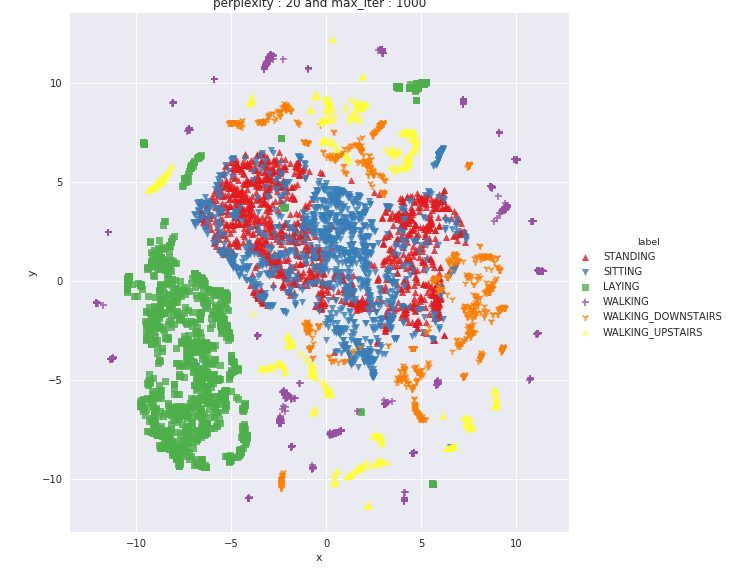 perplexity : 20 and max_iter : 1000
10
5
0
−5
−10
y
−10 −5 0 5 10
x
label
STANDING
SITTING
LAYING
WALKING
WALKING_DOWNSTAIRS
WALKING_UPSTAIRS